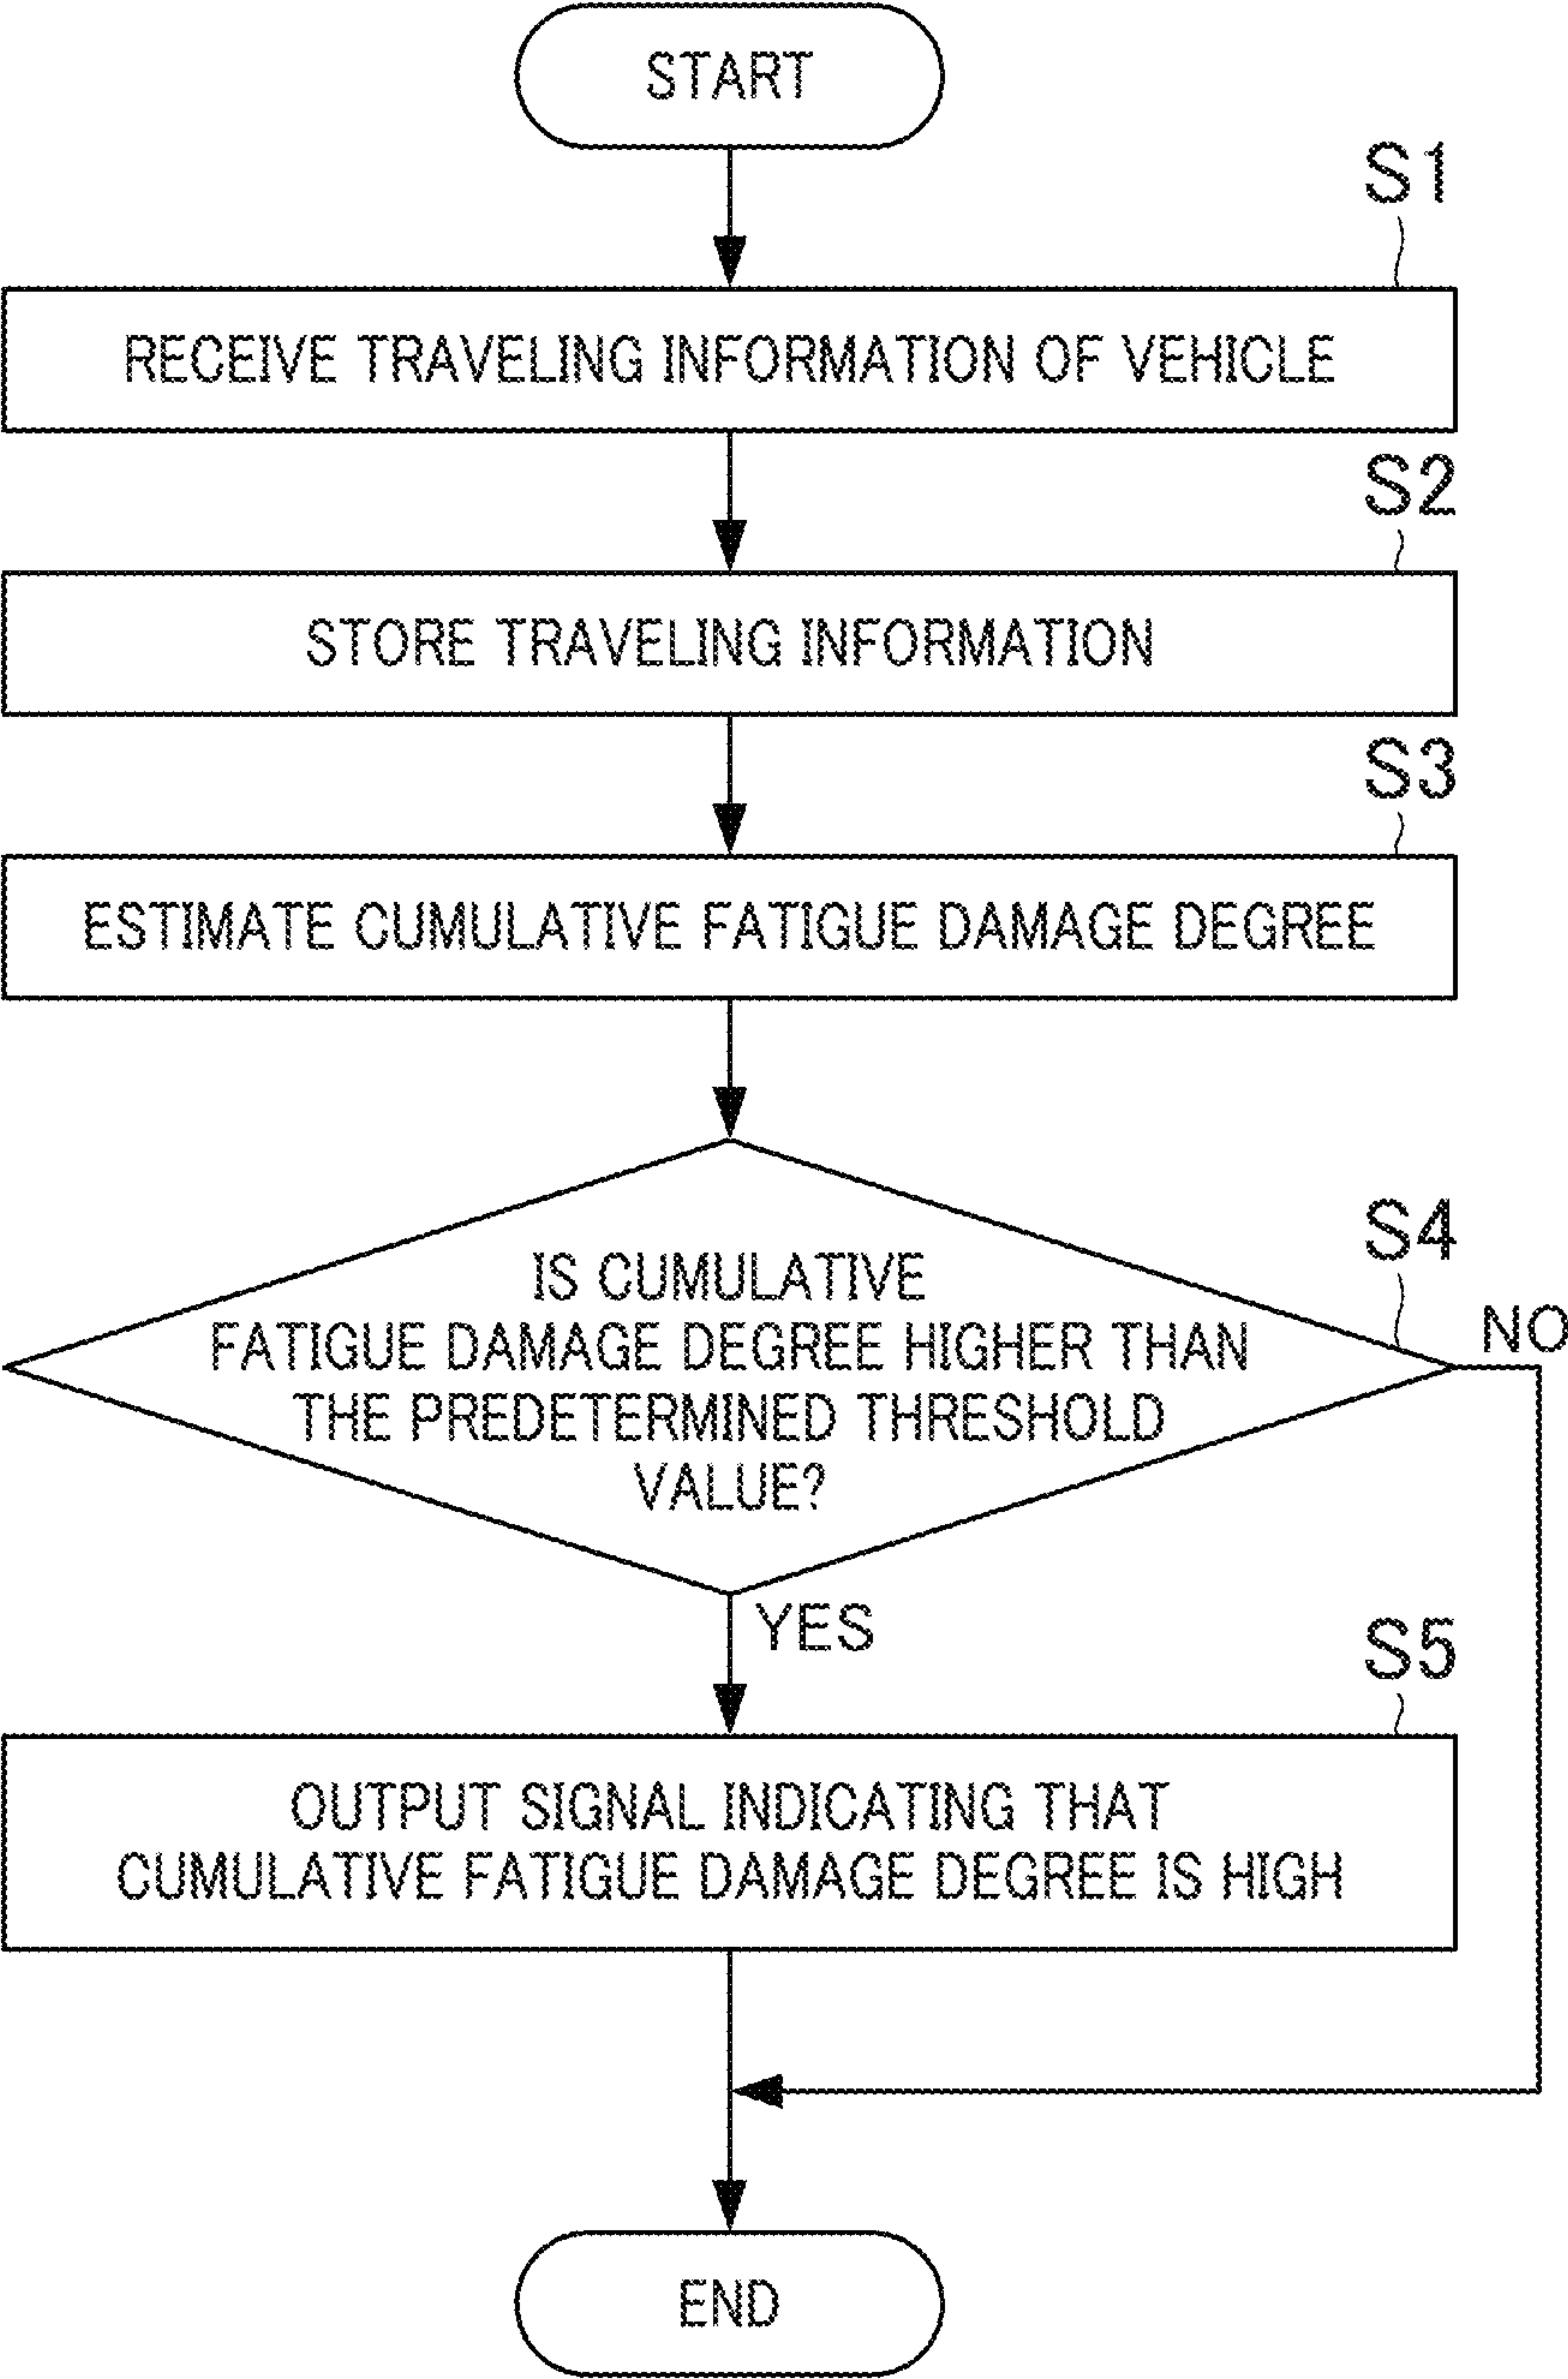 START
S1
RECEIVE TRAVELING INFORMATION OF VEHICLE
S2
STORE TRAVELING INFORMATION
S3
ESTIMATE CUMULATIVE FATIGUE DAMAGE DEGREE
S4
IS CUMULATIVE
FATIGUE DAMAGE DEGREE HIGHER THAN
THE PREDETERMINED THRESHOLD
VALUE?
NO
YES
S5
OUTPUT SIGNAL INDICATING THAT
CUMULATIVE FATIGUE DAMAGE DEGREE IS HIGH
END